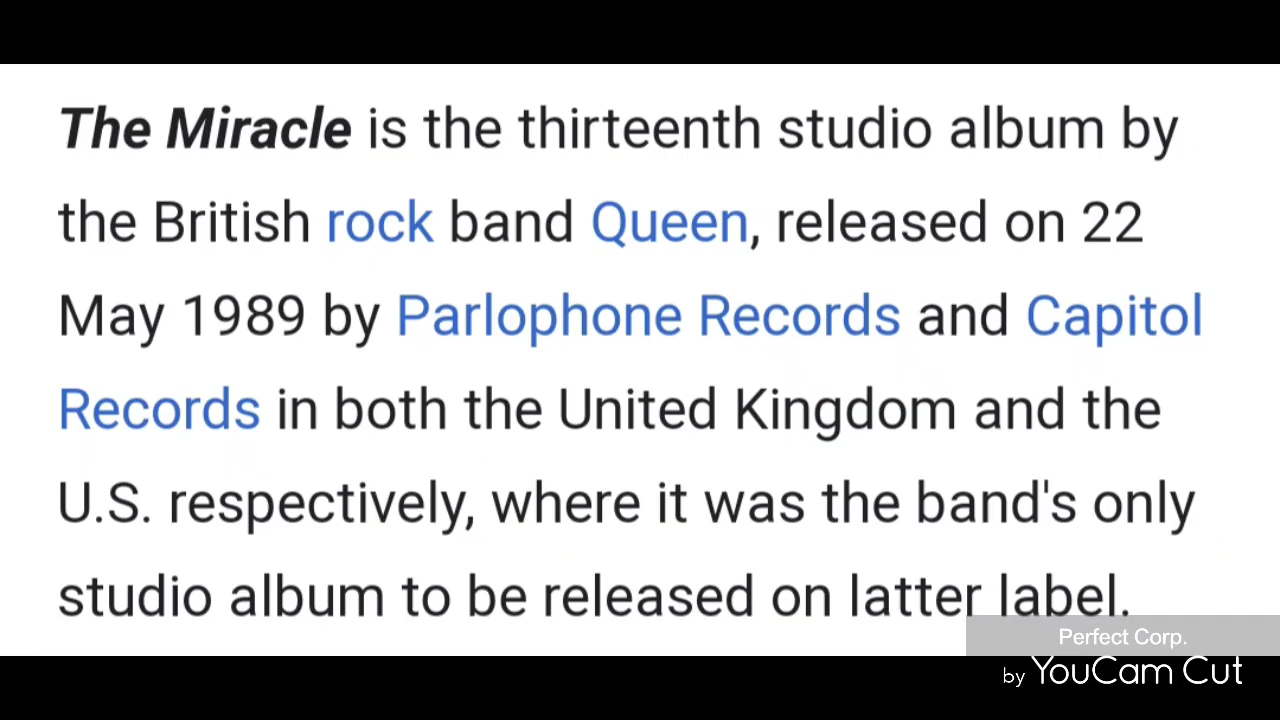 The Miracle is the thirteenth studio album by
the British rock band Queen, released on 22
May 1989 by Parlophone Records and Capitol
Records in both the United Kingdom and the
U.S. respectively, where it was the band's only
studio album to be released on latter label.
Perfect Corp.
by YouCam Cut